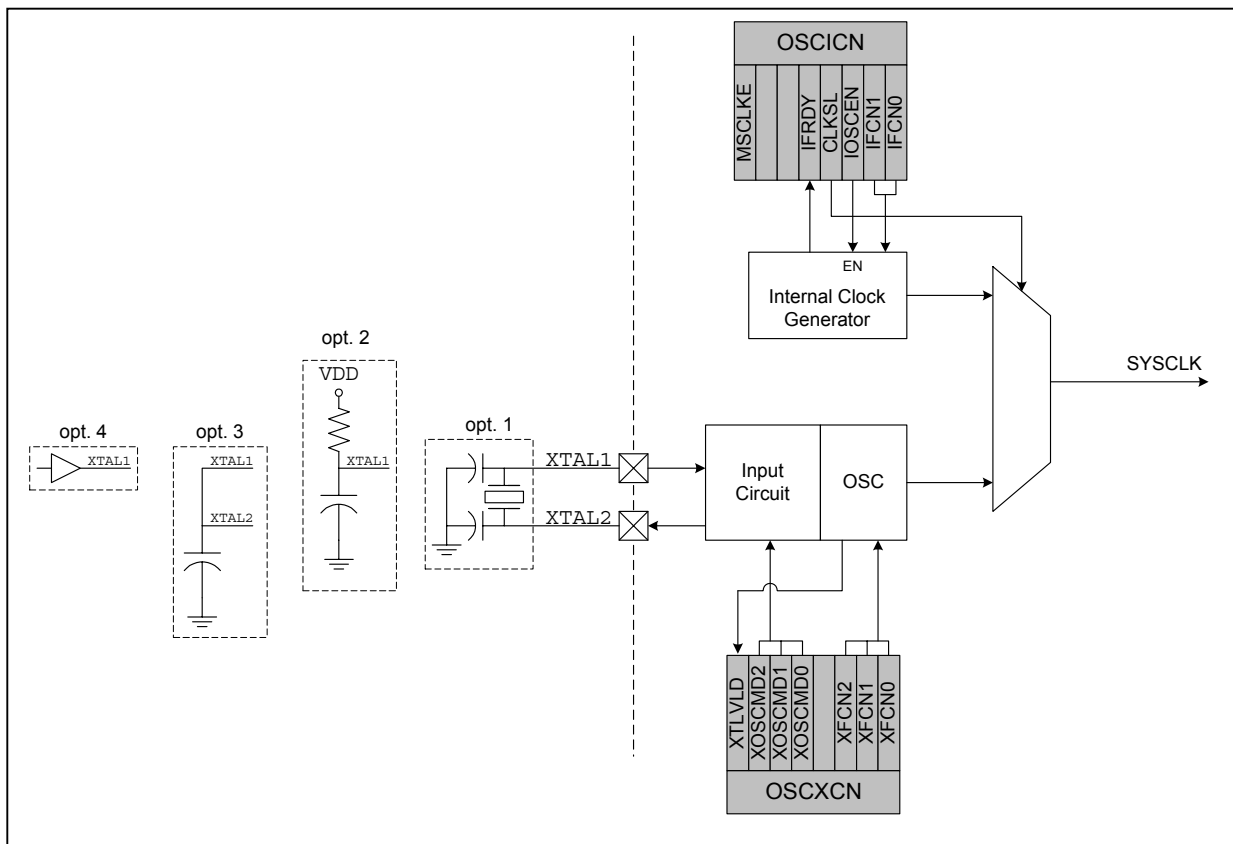 OSCICN
MSCLKE
IFRDY
CLKSL
IOSCEN
IFCN1
IFCN0
EN
Internal Clock
Generator
SYSCLK
opt. 4
XTAL1
opt. 3
XTAL1
XTAL2
opt. 2
VDD
XTAL1
opt. 1
XTAL1
XTAL2
Input
Circuit
OSC
XTLVLD
XOSCMD2
XOSCMD1
XOSCMD0
XFCN2
XFCN1
XFCN0
OSCXCN